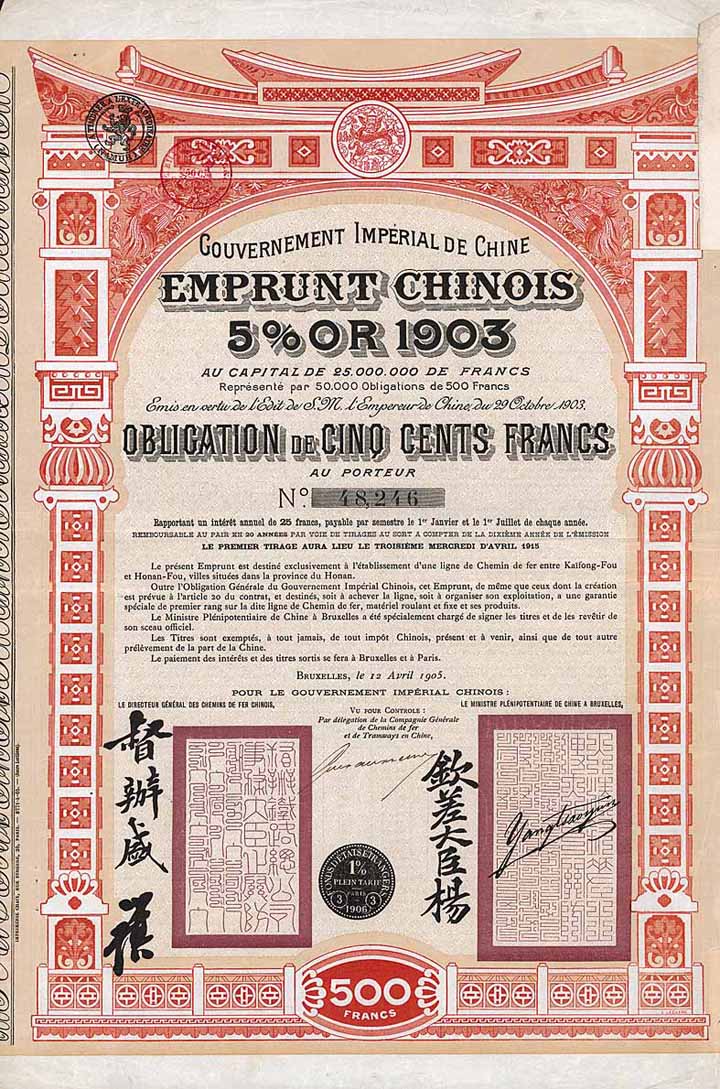 GOUVERNEMENT IMPÉRIAL DE CHINE
EMPRUNT CHINOIS
5% OR 1903
AU CAPITAL DE 25.000.000 DE FRANCS
Représenté par 50.000 Obligations de 500 Francs
Emis en vertu de l'Edit de S.M. l'Empereur de Chine, du 29 Octobre 1903.
OBLIGATION DE CINQ CENTS FRANCS
AU PORTEUR
No. 48,246
Rapportant un intérêt annuel de 25 francs, payable par semestre le 1er Janvier et le 1er Juillet de chaque année.
REMBOURSABLE AU PAIR EN 20 ANNÉES PAR VOIE DE TIRAGES AU SORT A COMPTER DE LA DIXIÈME ANNÉE DE L'ÉMISSION
LE PREMIER TIRAGE AURA LIEU LE TROISIÈME MERCREDI D'AVRIL 1915
Le présent Emprunt est destiné exclusivement à l'établissement d'une ligne de Chemin de fer entre Kaïfong-Fou
et Honan-Fou, villes situées dans la province du Honan.
Outre l'Obligation Générale du Gouvernement Impérial Chinois, cet Emprunt, de même que ceux dont la création
est prévue à l'article 20 du contrat, et destinés, soit à achever la ligne, soit à organiser son exploitation, a une garantie
spéciale de premier rang sur la dite ligne de Chemin de fer, matériel roulant et fixe et ses produits.
Le Ministre Plénipotentiaire de Chine à Bruxelles a été spécialement chargé de signer les titres et de les revêtir de
son sceau officiel.
Les Titres sont exemptés, à tout jamais, de tout impôt Chinois, présent et à venir, ainsi que de tout autre
prélèvement de la part de la Chine.
Le paiement des intérêts et des titres sortis se fera à Bruxelles et à Paris.
BRUXELLES, le 12 Avril 1905.
POUR LE GOUVERNEMENT IMPÉRIAL CHINOIS :
LE DIRECTEUR GÉNÉRAL DES CHEMINS DE FER CHINOIS,
LE MINISTRE PLÉNIPOTENTIAIRE DE CHINE A BRUXELLES,
VU POUR CONTROLE :
Par délégation de la Compagnie Générale
de Chemins de fer
et de Tramways en Chine,
督辦盛
欽差大臣楊
Yangtiaoyün
FONDS D'ETATS ETRANGERS
1%
PLEIN TARIF
PARIS
3 3
1906
500
FRANCS